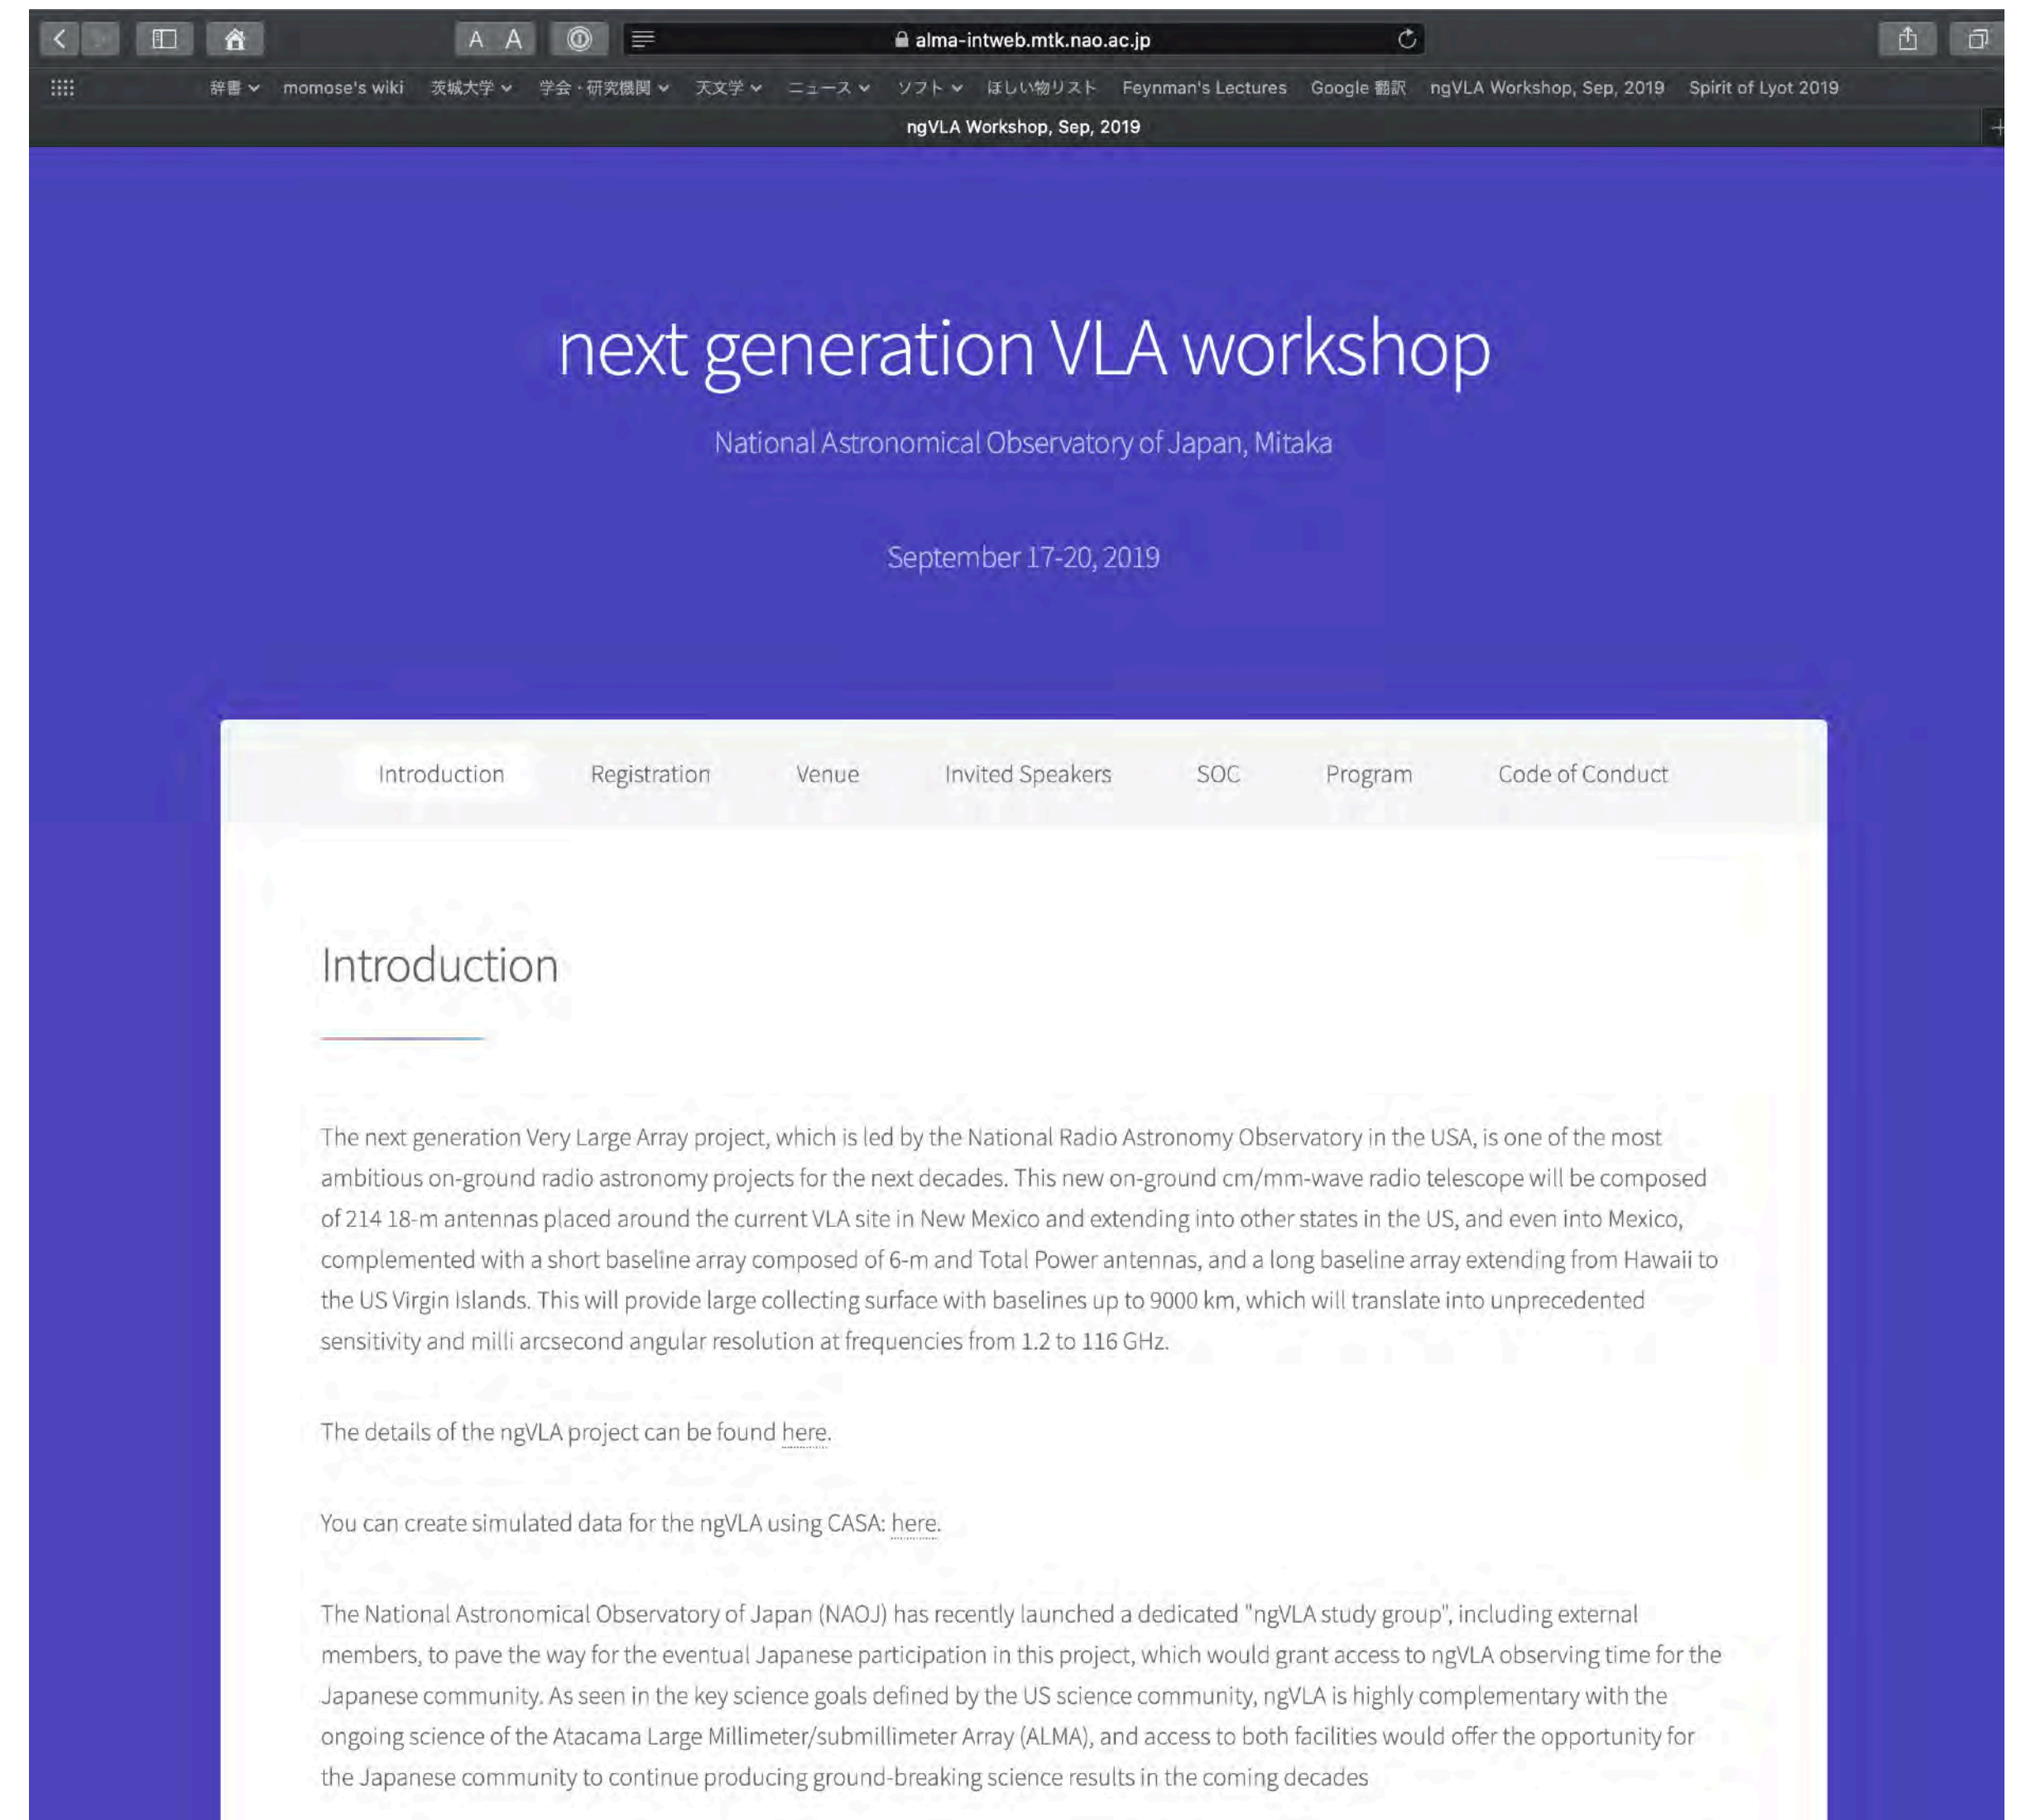 A A
alma-intweb.mtk.nao.ac.jp
辞書 momose's wiki 茨城大学 学会・研究機関 天文学 ニュース ソフト ほしい物リスト Feynman's Lectures Google 翻訳 ngVLA Workshop, Sep, 2019 Spirit of Lyot 2019
ngVLA Workshop, Sep, 2019
next generation VLA workshop
National Astronomical Observatory of Japan, Mitaka
September 17-20, 2019
Introduction Registration Venue Invited Speakers SOC Program Code of Conduct
Introduction
The next generation Very Large Array project, which is led by the National Radio Astronomy Observatory in the USA, is one of the most
ambitious on-ground radio astronomy projects for the next decades. This new on-ground cm/mm-wave radio telescope will be composed
of 214 18-m antennas placed around the current VLA site in New Mexico and extending into other states in the US, and even into Mexico,
complemented with a short baseline array composed of 6-m and Total Power antennas, and a long baseline array extending from Hawaii to
the US Virgin Islands. This will provide large collecting surface with baselines up to 9000 km, which will translate into unprecedented
sensitivity and milli arcsecond angular resolution at frequencies from 1.2 to 116 GHz.
The details of the ngVLA project can be found here.
You can create simulated data for the ngVLA using CASA: here.
The National Astronomical Observatory of Japan (NAOJ) has recently launched a dedicated "ngVLA study group", including external
members, to pave the way for the eventual Japanese participation in this project, which would grant access to ngVLA observing time for the
Japanese community. As seen in the key science goals defined by the US science community, ngVLA is highly complementary with the
ongoing science of the Atacama Large Millimeter/submillimeter Array (ALMA), and access to both facilities would offer the opportunity for
the Japanese community to continue producing ground-breaking science results in the coming decades